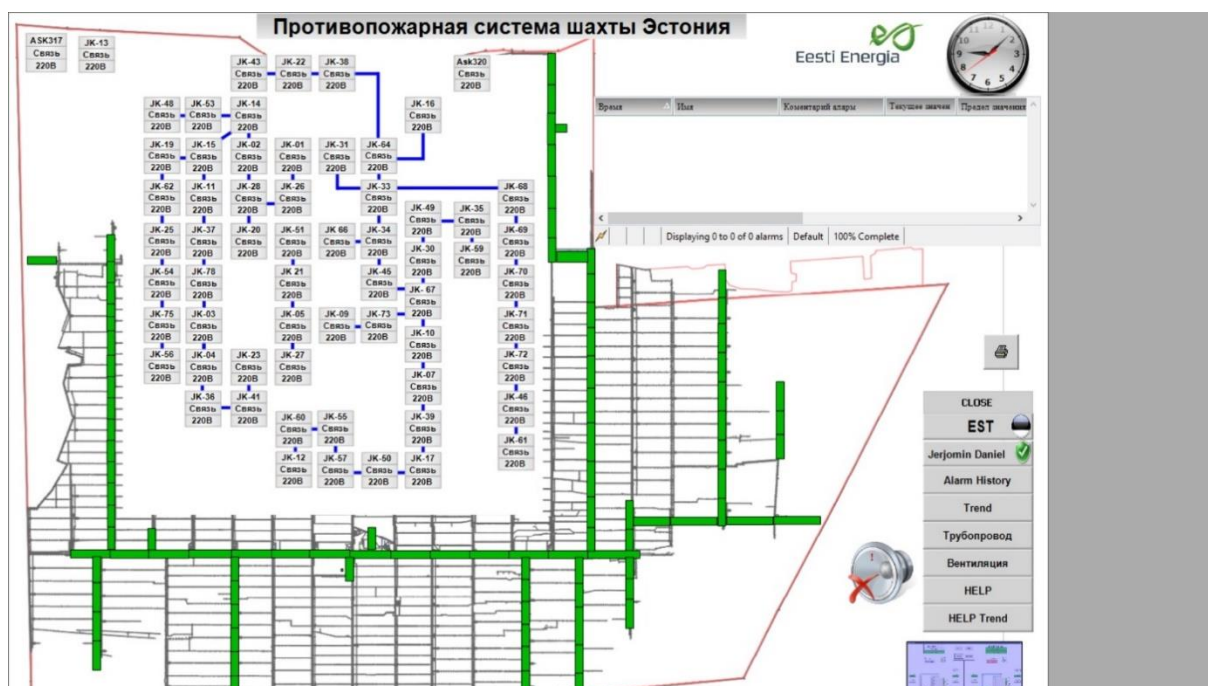 Противопожарная система шахты Эстония
Eesti Energia
12
1
2
3
4
5
6
7
8
9
10
11
ASK317
Связь
220В
JK-13
Связь
220В
JK-43
Связь
220В
JK-22
Связь
220В
JK-38
Связь
220В
Ask320
Связь
220В
JK-48
Связь
220В
JK-53
Связь
220В
JK-14
Связь
220В
JK-16
Связь
220В
JK-19
Связь
220В
JK-15
Связь
220В
JK-02
Связь
220В
JK-01
Связь
220В
JK-31
Связь
220В
JK-64
Связь
220В
JK-62
Связь
220В
JK-11
Связь
220В
JK-28
Связь
220В
JK-26
Связь
220В
JK-33
Связь
220В
JK-68
Связь
220В
JK-49
Связь
220В
JK-35
Связь
220В
JK-25
Связь
220В
JK-37
Связь
220В
JK-20
Связь
220В
JK-51
Связь
220В
JK 66
Связь
220В
JK-34
Связь
220В
JK-69
Связь
220В
JK-30
Связь
220В
JK-59
Связь
220В
JK-54
Связь
220В
JK-78
Связь
220В
JK 21
Связь
220В
JK-45
Связь
220В
JK-70
Связь
220В
JK- 67
Связь
220В
JK-75
Связь
220В
JK-03
Связь
220В
JK-05
Связь
220В
JK-09
Связь
220В
JK-73
Связь
220В
JK-71
Связь
220В
JK-10
Связь
220В
JK-56
Связь
220В
JK-04
Связь
220В
JK-23
Связь
220В
JK-27
Связь
220В
JK-72
Связь
220В
JK-07
Связь
220В
JK-36
Связь
220В
JK-41
Связь
220В
JK-46
Связь
220В
JK-60
Связь
220В
JK-55
Связь
220В
JK-39
Связь
220В
JK-61
Связь
220В
JK-12
Связь
220В
JK-57
Связь
220В
JK-50
Связь
220В
JK-17
Связь
220В
Время Имя Коментарий алармы Текущее значен Предел значения
Displaying 0 to 0 of 0 alarms Default 100% Complete
CLOSE
EST
Jerjomin Daniel
Alarm History
Trend
Трубопровод
Вентиляция
HELP
HELP Trend